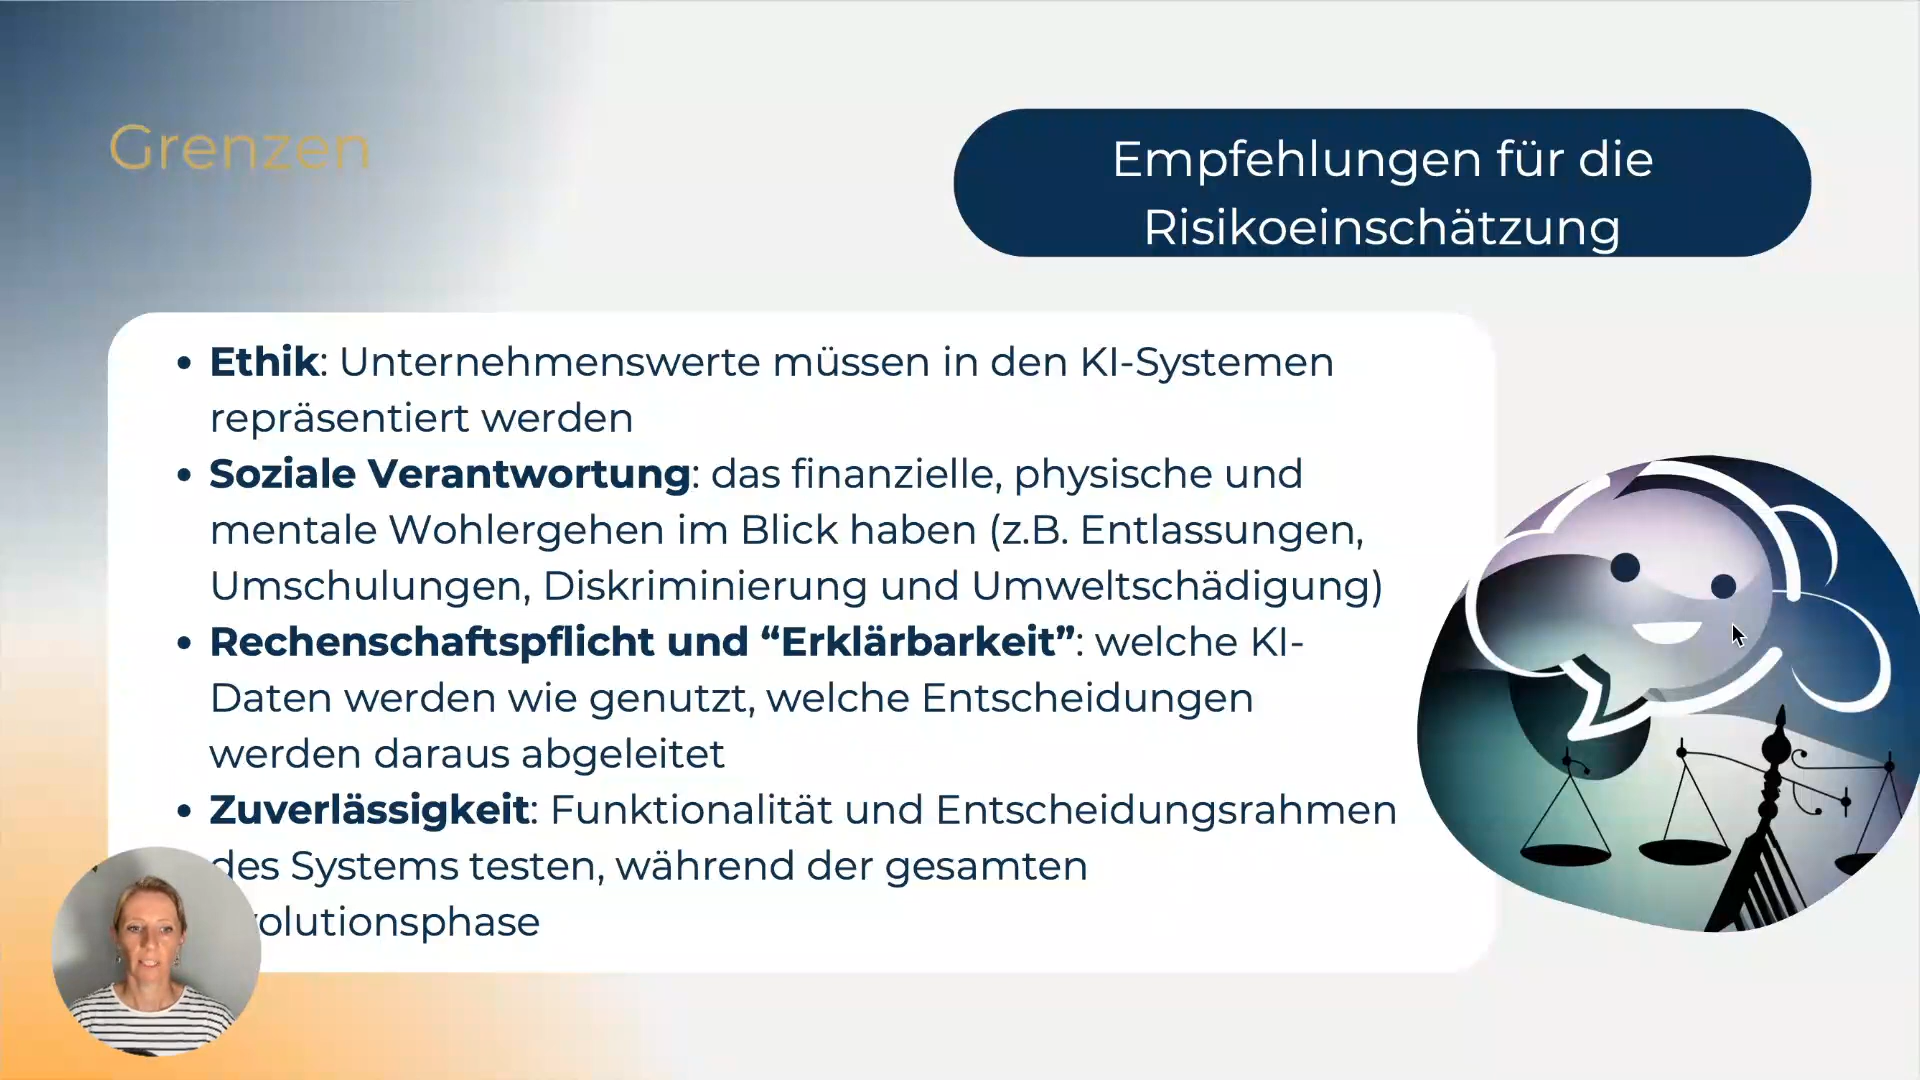 Grenzen
Empfehlungen für die
Risikoeinschätzung
• Ethik: Unternehmenswerte müssen in den KI-Systemen
repräsentiert werden
• Soziale Verantwortung: das finanzielle, physische und
mentale Wohlergehen im Blick haben (z.B. Entlassungen,
Umschulungen, Diskriminierung und Umweltschädigung)
• Rechenschaftspflicht und “Erklärbarkeit”: welche KI-
Daten werden wie genutzt, welche Entscheidungen
werden daraus abgeleitet
• Zuverlässigkeit: Funktionalität und Entscheidungsrahmen
des Systems testen, während der gesamten